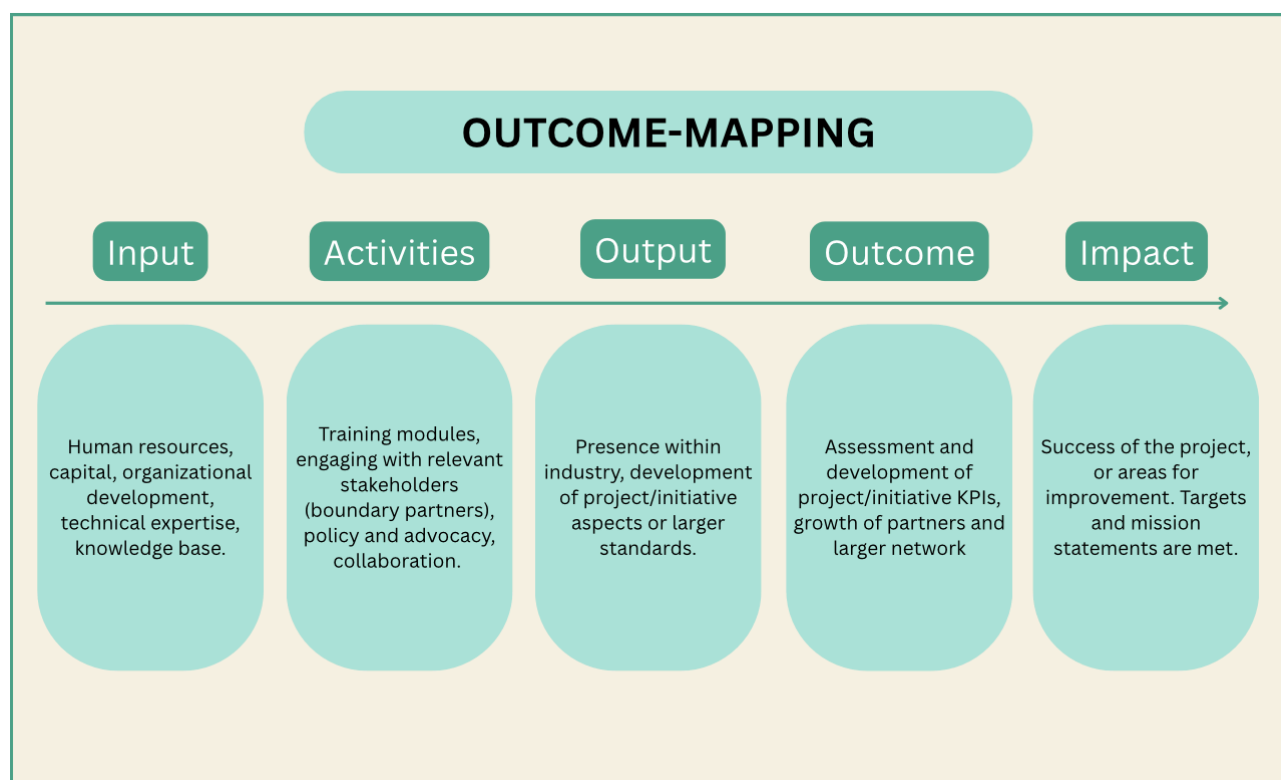 OUTCOME-MAPPING
Input
Activities
Output
Outcome
Impact
Human resources,
capital, organizational
development,
technical expertise,
knowledge base.
Training modules,
engaging with relevant
stakeholders
(boundary partners),
policy and advocacy,
collaboration.
Presence within
industry, development
of project/initiative
aspects or larger
standards.
Assessment and
development of
project/initiative KPIs,
growth of partners and
larger network
Success of the project,
or areas for
improvement. Targets
and mission
statements are met.